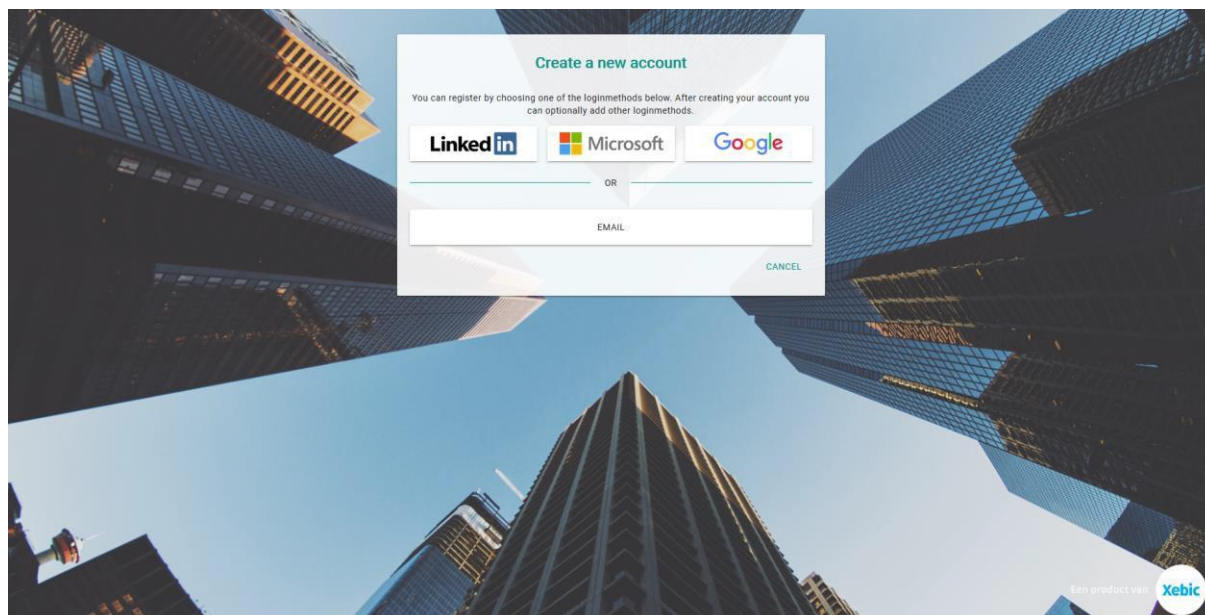 Create a new account
You can register by choosing one of the loginmethods below. After creating your account you
can optionally add other loginmethods.
Linked in
Microsoft
Google
OR
EMAIL
CANCEL
Een product van
Xebic